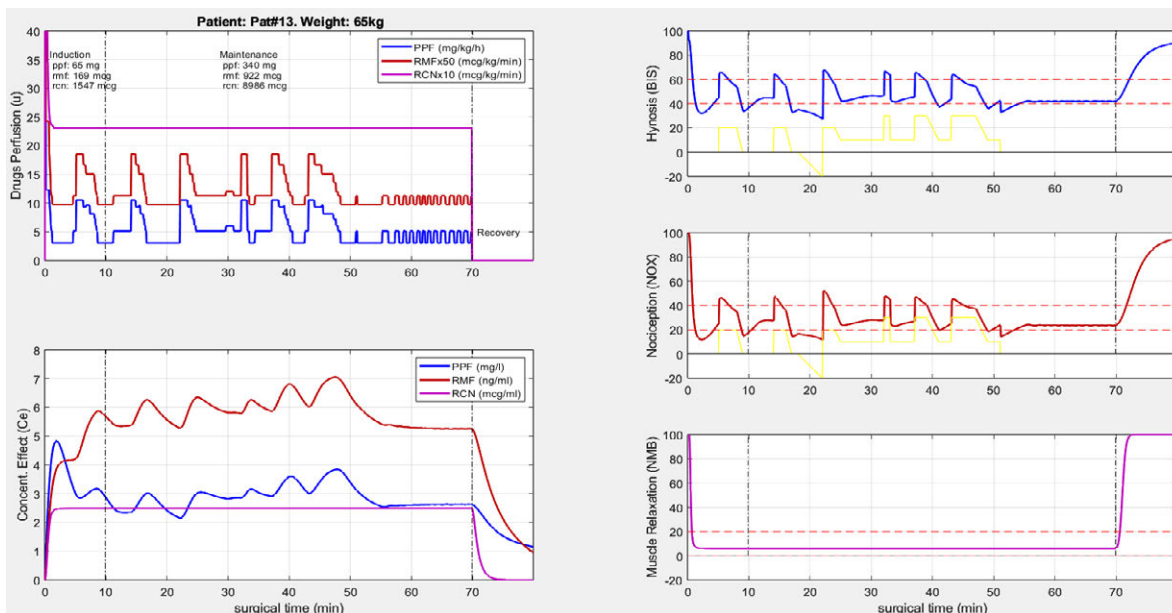 Patient: Pat#13. Weight: 65kg
Drugs Perfusion (u)
40
35
30
25
20
15
10
5
0
Induction
ppf: 65 mg
rmf: 169 mcg
rcn: 1547 mcg
Maintenance
ppf: 340 mg
rmf: 922 mcg
rcn: 8986 mcg
PPF (mg/kg/h)
RMFx50 (mcg/kg/min)
RCNx10 (mcg/kg/min)
Recovery
0 10 20 30 40 50 60 70
Concent. Effect (Ce)
8
7
6
5
4
3
2
1
0
PPF (mg/l)
RMF (ng/ml)
RCN (mcg/ml)
0 10 20 30 40 50 60 70
surgical time (min)
Hynosis (BIS)
100
80
60
40
20
0
-20
0 10 20 30 40 50 60 70
Nociception (NOX)
100
80
60
40
20
0
-20
0 10 20 30 40 50 60 70
Muscle Relaxation (NMB)
100
80
60
40
20
0
-20
0 10 20 30 40 50 60 70
surgical time (min)